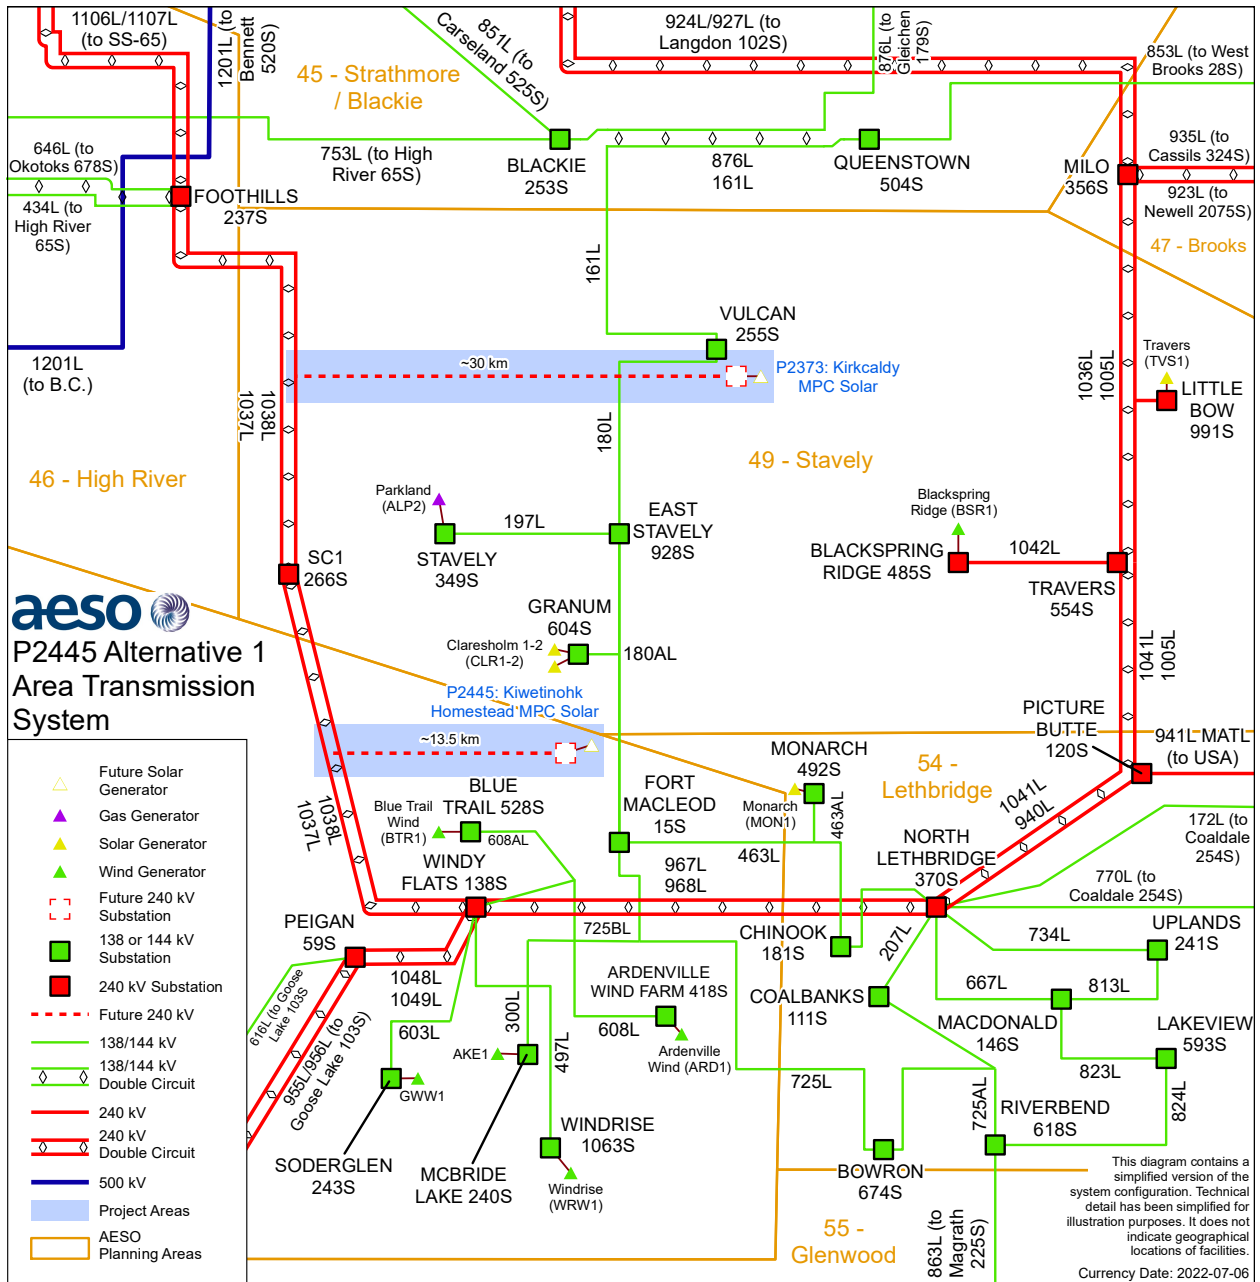 1106L/1107L
(to SS-65)
1201L (to
Bennett
520S)
45 - Strathmore
/ Blackie
851L (to
Carseland 525S)
924L/927L (to
Langdon 102S)
876L (to
Gleichen
178S)
853L (to West
Brooks 28S)
646L (to
Okotoks 678S)
753L (to High
River 65S)
BLACKIE
253S
876L
161L
QUEENSTOWN
504S
MILO
356S
935L (to
Cassils 324S)
923L (to
Newell 2075S)
434L (to
High River
65S)
FOOTHILLS
237S
47 - Brooks
161L
VULCAN
255S
1201L
(to B.C.)
~30 km
P2373: Kirkcaldy
MPC Solar
1036L
1005L
Travers
(TVS1)
LITTLE
BOW
991S
1038L
1037L
180L
46 - High River
49 - Stavely
Parkland
(ALP2)
197L
STAVELY
349S
EAST
STAVELY
928S
Blackspring
Ridge (BSR1)
BLACKSPRING
RIDGE 485S
1042L
TRAVERS
554S
SC1
266S
aeso
P2445 Alternative 1
Area Transmission
System
GRANUM
604S
Claresholm 1-2
(CLR1-2)
180AL
1041L
1005L
P2445: Kiwetinohk
Homestead MPC Solar
~13.5 km
PICTURE
BUTTE
120S
941L MATL
(to USA)
MONARCH
492S
54 -
Lethbridge
Monarch
(MON1)
463AL
1041L
940L
1038L
1037L
BLUE
TRAIL 528S
Blue Trail
Wind
(BTR1)
608AL
FORT
MACLEOD
15S
463L
NORTH
LETHBRIDGE
370S
172L (to
Coaldale
254S)
770L (to
Coaldale 254S)
WINDY
FLATS 138S
967L
968L
PEIGAN
59S
725BL
CHINOOK
181S
207L
734L
UPLANDS
241S
1048L
1049L
616L (to Goose
Lake 103S
955L/956L (to
Goose Lake 103S)
603L
300L
497L
ARDENVILLE
WIND FARM 418S
608L
Ardenville
Wind (ARD1)
COALBANKS
111S
667L
813L
MACDONALD
146S
LAKEVIEW
593S
823L
824L
AKE1
GWW1
725L
725AL
RIVERBEND
618S
SODERGLEN
243S
MCBRIDE
LAKE 240S
WINDRISE
1063S
Windrise
(WRW1)
BOWRON
674S
55 -
Glenwood
863L (to
Magrath
225S)
Future Solar
Generator
Gas Generator
Solar Generator
Wind Generator
Future 240 kV
Substation
138 or 144 kV
Substation
240 kV Substation
Future 240 kV
138/144 kV
138/144 kV
Double Circuit
240 kV
240 kV
Double Circuit
500 kV
Project Areas
AESO
Planning Areas
This diagram contains a
simplified version of the
system configuration. Technical
detail has been simplified for
illustration purposes. It does not
indicate geographical
locations of facilities.
Currency Date: 2022-07-06